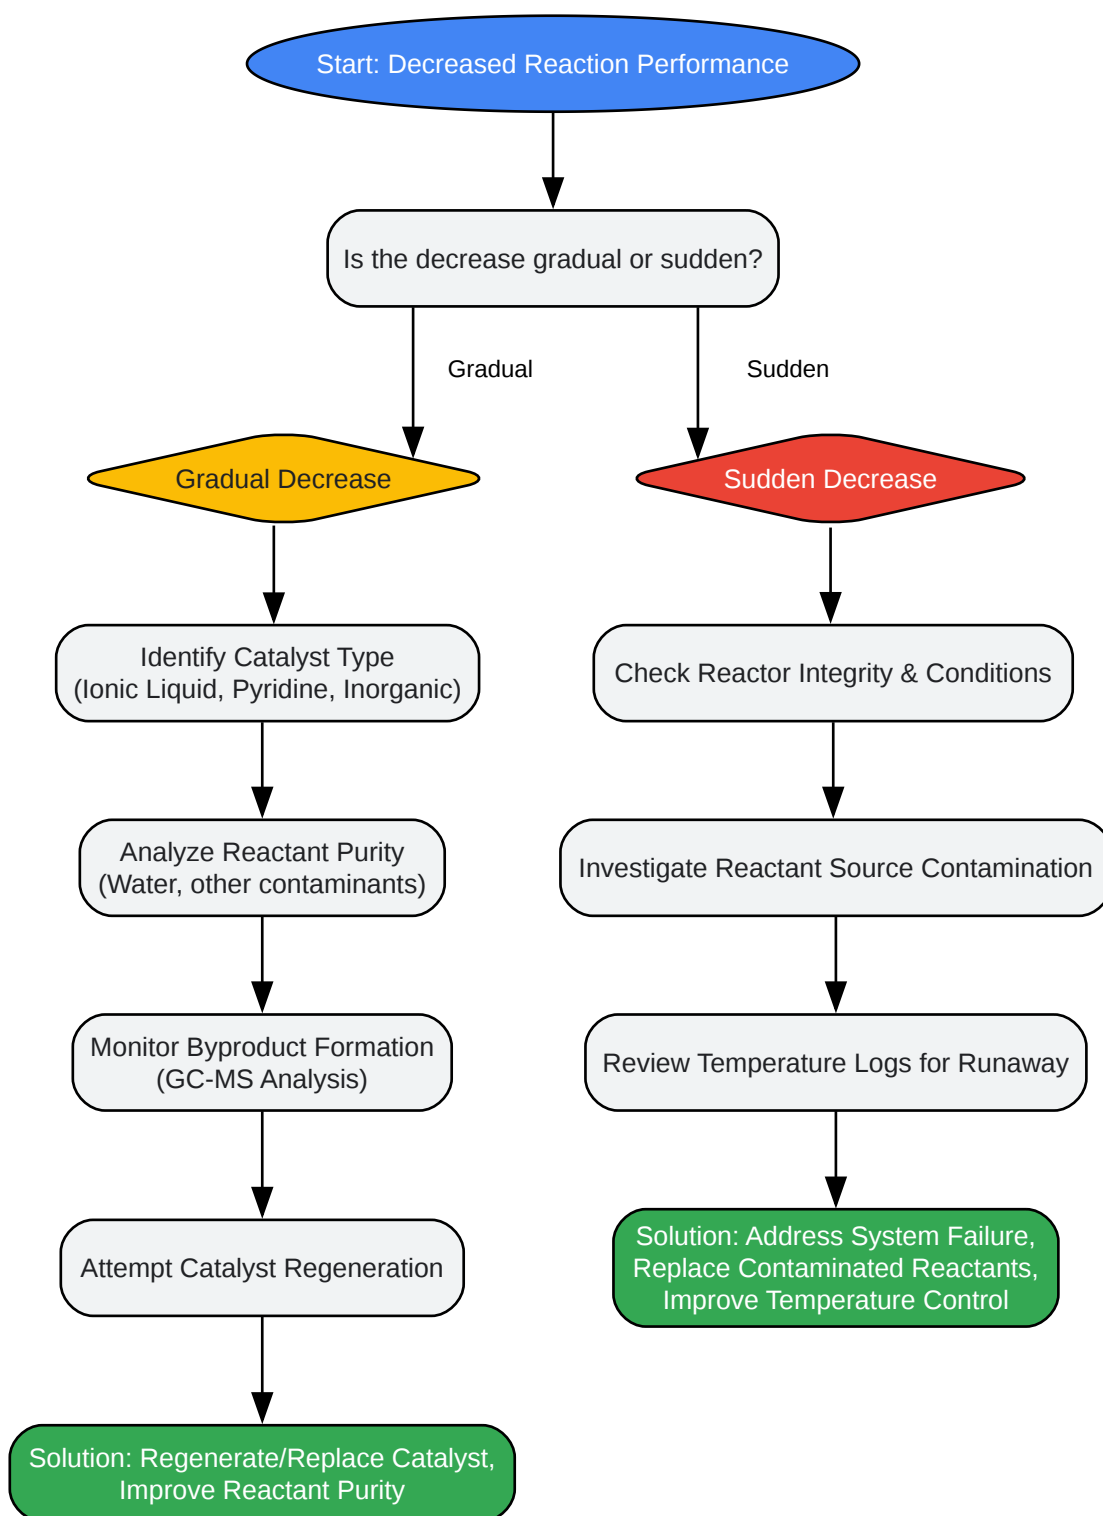 Start: Decreased Reaction Performance
Is the decrease gradual or sudden?
Gradual
Sudden
Gradual Decrease
Sudden Decrease
Identify Catalyst Type
(Ionic Liquid, Pyridine, Inorganic)
Check Reactor Integrity & Conditions
Analyze Reactant Purity
(Water, other contaminants)
Investigate Reactant Source Contamination
Monitor Byproduct Formation
(GC-MS Analysis)
Review Temperature Logs for Runaway
Attempt Catalyst Regeneration
Solution: Address System Failure,
Replace Contaminated Reactants,
Improve Temperature Control
Solution: Regenerate/Replace Catalyst,
Improve Reactant Purity